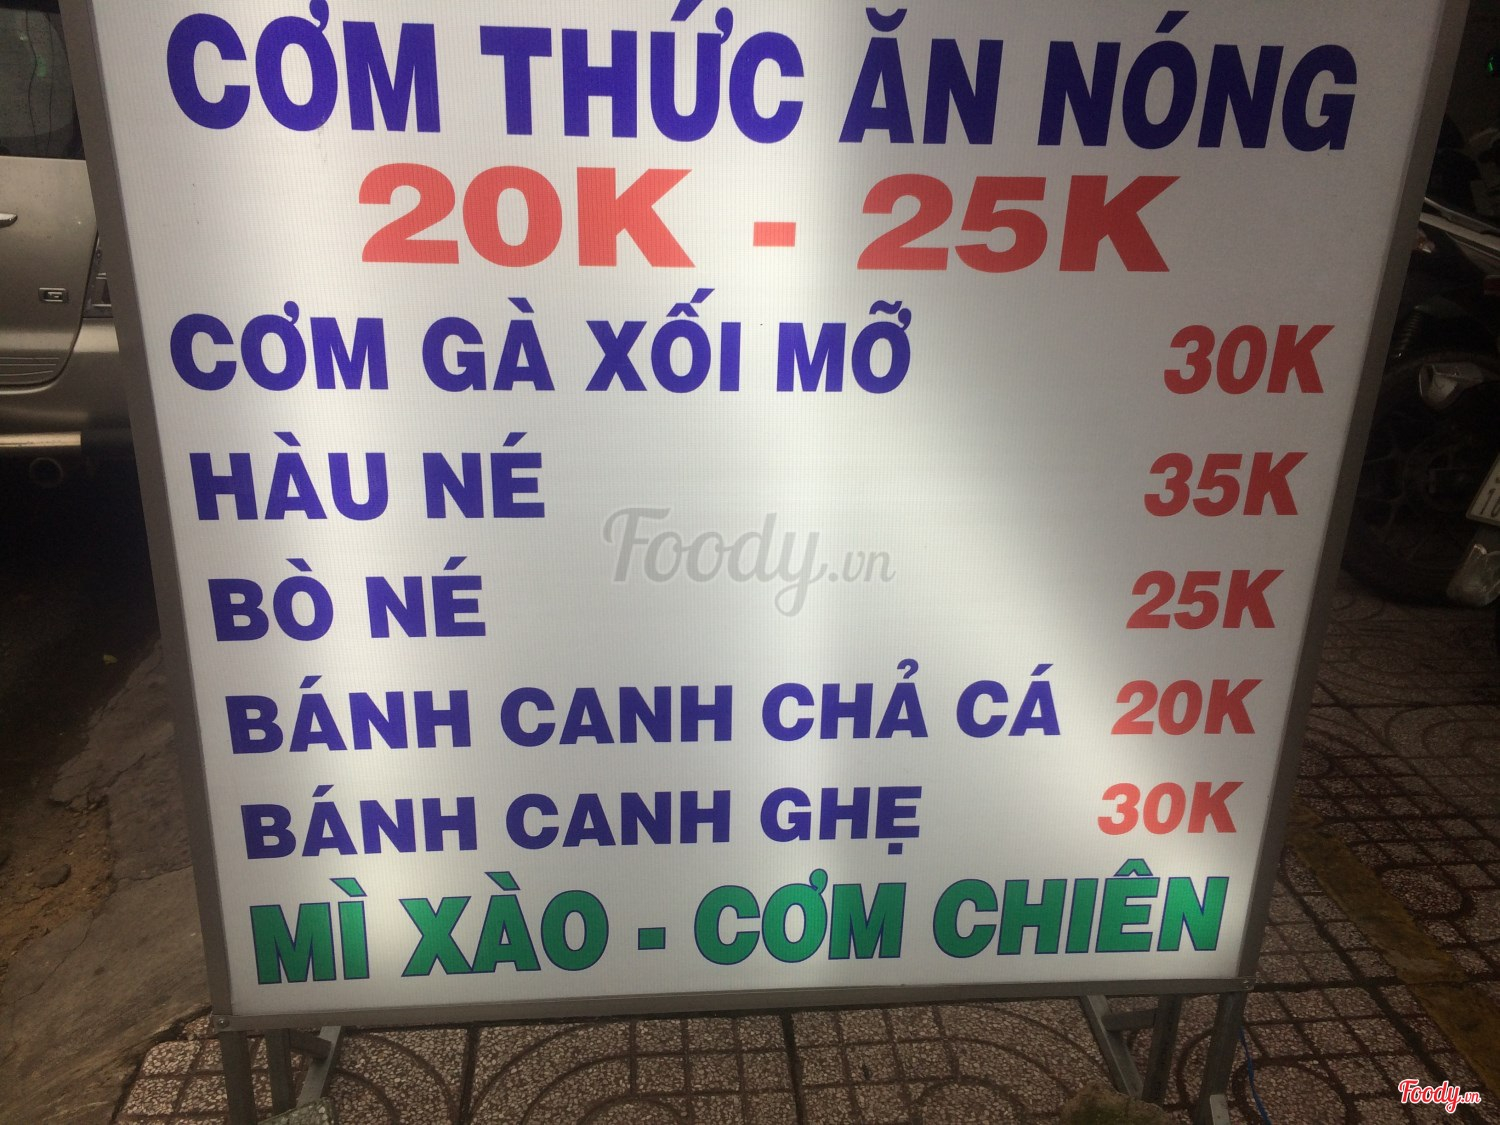 CƠM THỨC ĂN NÓNG
20K - 25K
CƠM GÀ XỐI MỠ 30K
HÀU NÉ 35K
Foody.vn
BÒ NÉ 25K
BÁNH CANH CHẢ CÁ 20K
BÁNH CANH GHẸ 30K
MÌ XÀO - CƠM CHIÊN
Foody.vn